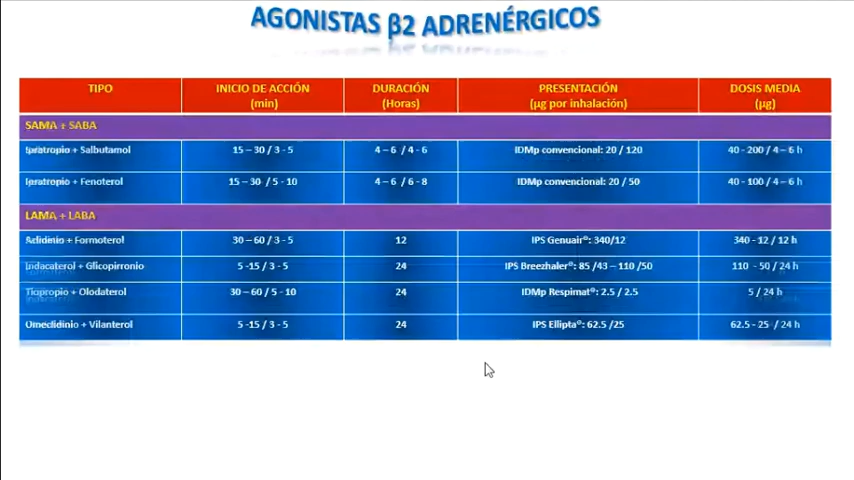 AGONISTAS β2 ADRENÉRGICOS
TIPO INICIO DE ACCIÓN (min) DURACIÓN (Horas) PRESENTACIÓN (µg por inhalación) DOSIS MEDIA (µg)
SAMA + SABA
Ipratropio + Salbutamol 15 – 30 / 3 - 5 4 – 6 / 4 - 6 IDMp convencional: 20 / 120 40 - 200 / 4 – 6 h
Ipratropio + Fenoterol 15 – 30 / 5 - 10 4 – 6 / 6 - 8 IDMp convencional: 20 / 50 40 - 100 / 4 – 6 h
LAMA + LABA
Aclidinio + Formoterol 30 – 60 / 3 - 5 12 IPS Genuair®: 340/12 340 - 12 / 12 h
Indacaterol + Glicopirronio 5 -15 / 3 - 5 24 IPS Breezhaler®: 85 /43 – 110 /50 110 - 50 / 24 h
Tiotropio + Olodaterol 30 – 60 / 5 - 10 24 IDMp Respimat®: 2.5 / 2.5 5 / 24 h
Umeclidinio + Vilanterol 5 -15 / 3 - 5 24 IPS Ellipta®: 62.5 /25 62.5 - 25 / 24 h